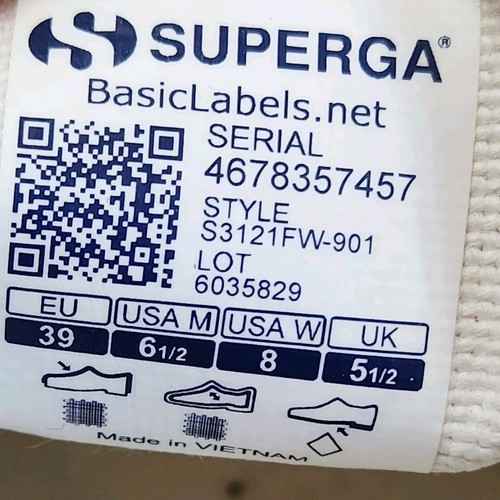 SUPERGA®
BasicLabels.net
SERIAL
4678357457
STYLE
S3121FW-901
LOT
6035829
EU USA M USA W UK
39 6 1/2 8 5 1/2
Made in VIETNAM